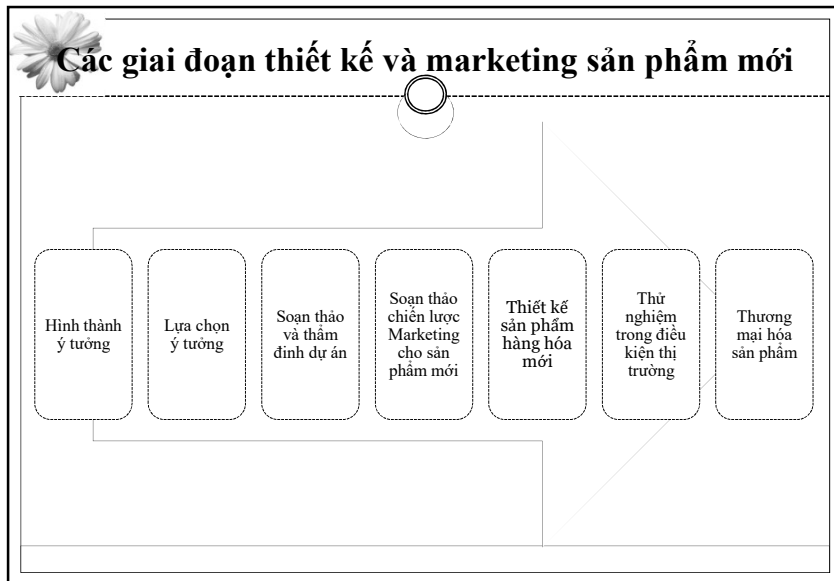 Các giai đoạn thiết kế và marketing sản phẩm mới
Hình thành
ý tưởng
Lựa chọn
ý tưởng
Soạn thảo
và thẩm
đinh dự án
Soạn thảo
chiến lược
Marketing
cho sản
phẩm mới
Thiết kế
sản phẩm
hàng hóa
mới
Thử
nghiệm
trong điều
kiện thị
trường
Thương
mại hóa
sản phẩm